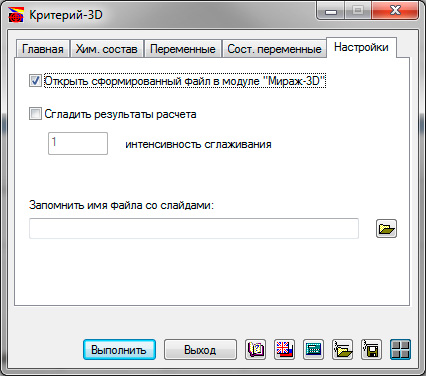 Критерий-3D
Главная Хим. состав Переменные Сост. переменные Настройки
Открыть сформированный файл в модуле "Мираж-3D"
Сгладить результаты расчета
1 интенсивность сглаживания
Запомнить имя файла со слайдами:
Выполнить Выход